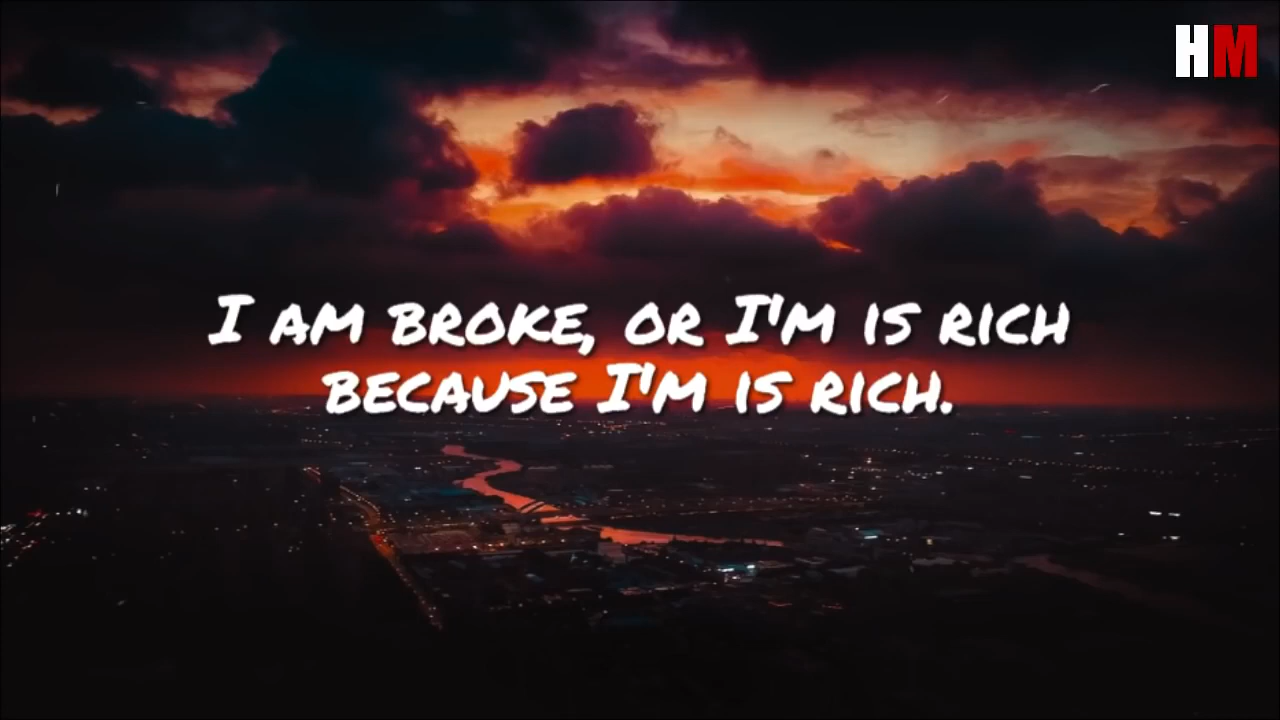 HM
I AM BROKE, OR I'M IS RICH
BECAUSE I'M IS RICH.